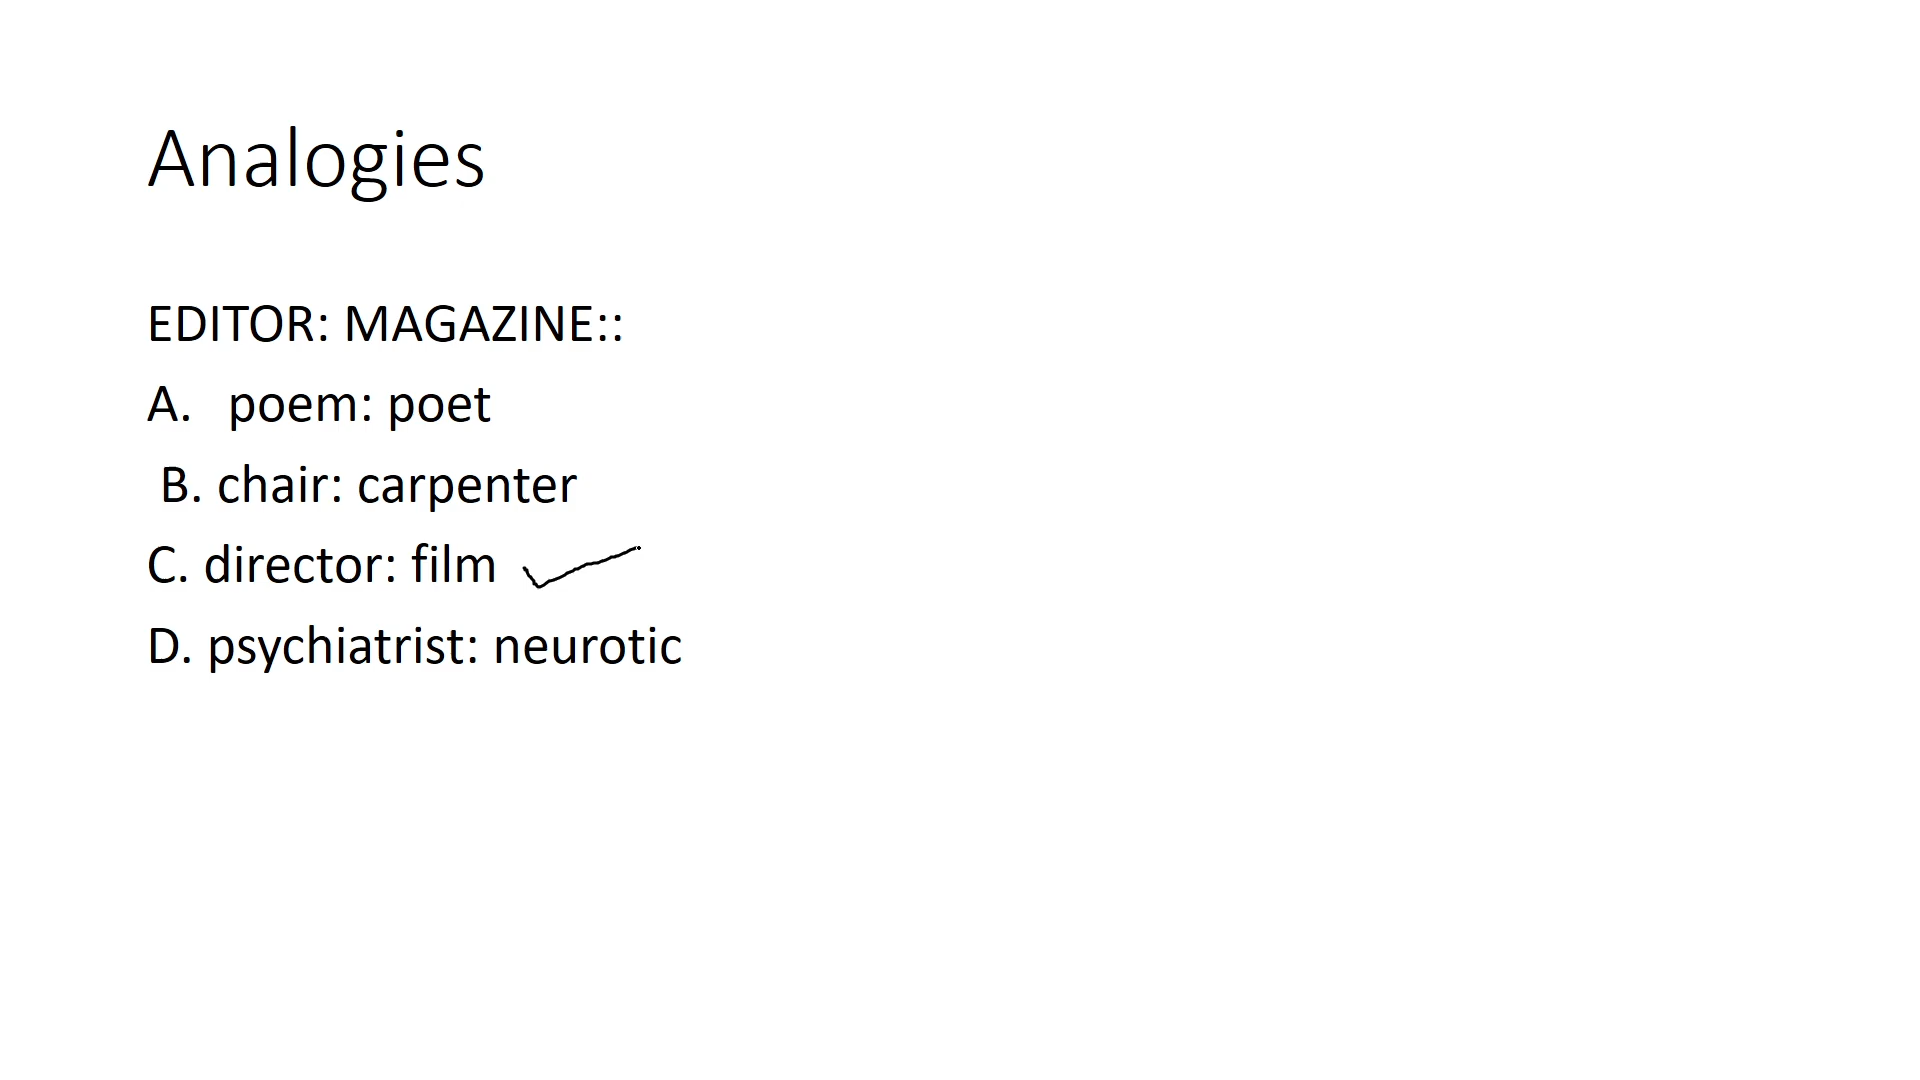 Analogies
EDITOR: MAGAZINE::
A. poem: poet
B. chair: carpenter
C. director: film
D. psychiatrist: neurotic